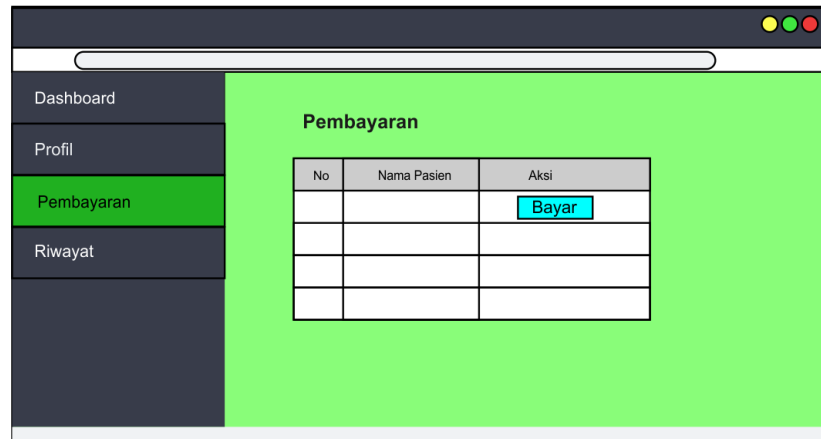 Dashboard
Profil
Pembayaran
Riwayat
Pembayaran
No Nama Pasien Aksi
Bayar